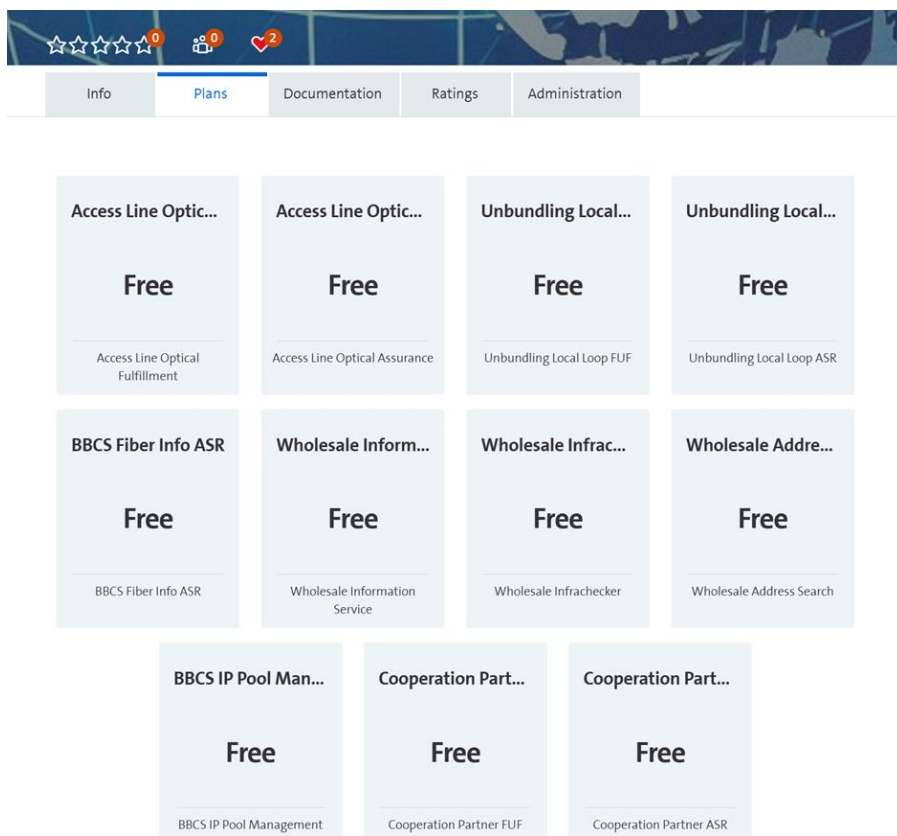 0 0 2
Info Plans Documentation Ratings Administration
Access Line Optic... Access Line Optic... Unbundling Local... Unbundling Local...
Free Free Free Free
Access Line Optical Access Line Optical Assurance Unbundling Local Loop FUF Unbundling Local Loop ASR
Fulfillment
BBCS Fiber Info ASR Wholesale Inform... Wholesale Infrac... Wholesale Addre...
Free Free Free Free
BBCS Fiber Info ASR Wholesale Information Wholesale Infrachecker Wholesale Address Search
Service
BBCS IP Pool Man... Cooperation Part... Cooperation Part...
Free Free Free
BBCS IP Pool Management Cooperation Partner FUF Cooperation Partner ASR